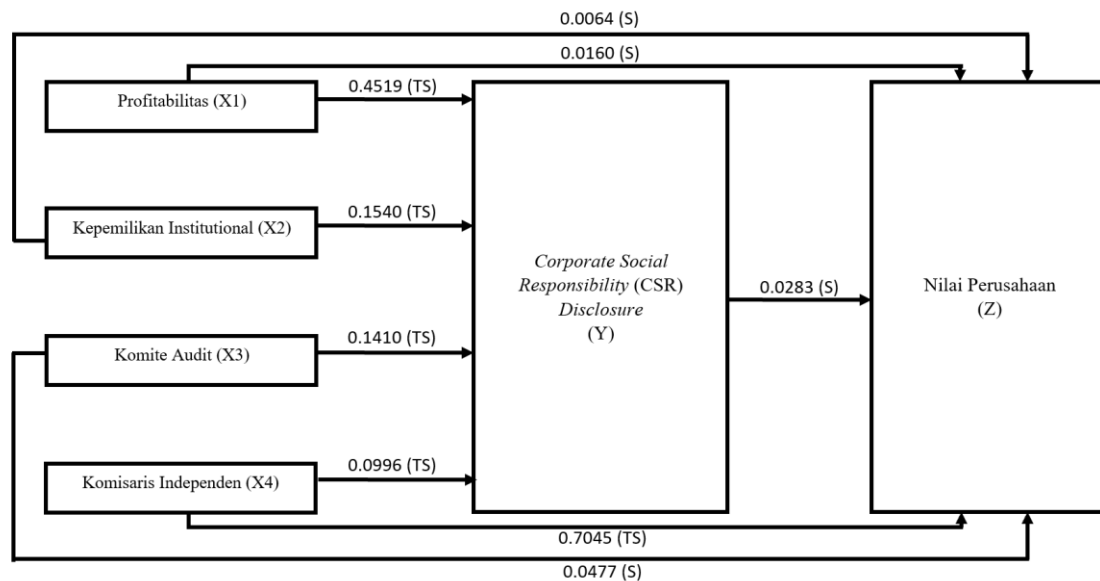 0.0064 (S)
0.0160 (S)
Profitabilitas (X1)
0.4519 (TS)
Kepemilikan Institutional (X2)
0.1540 (TS)
Corporate Social
Responsibility (CSR)
Disclosure
(Y)
0.0283 (S)
Nilai Perusahaan
(Z)
Komite Audit (X3)
0.1410 (TS)
Komisaris Independen (X4)
0.0996 (TS)
0.7045 (TS)
0.0477 (S)